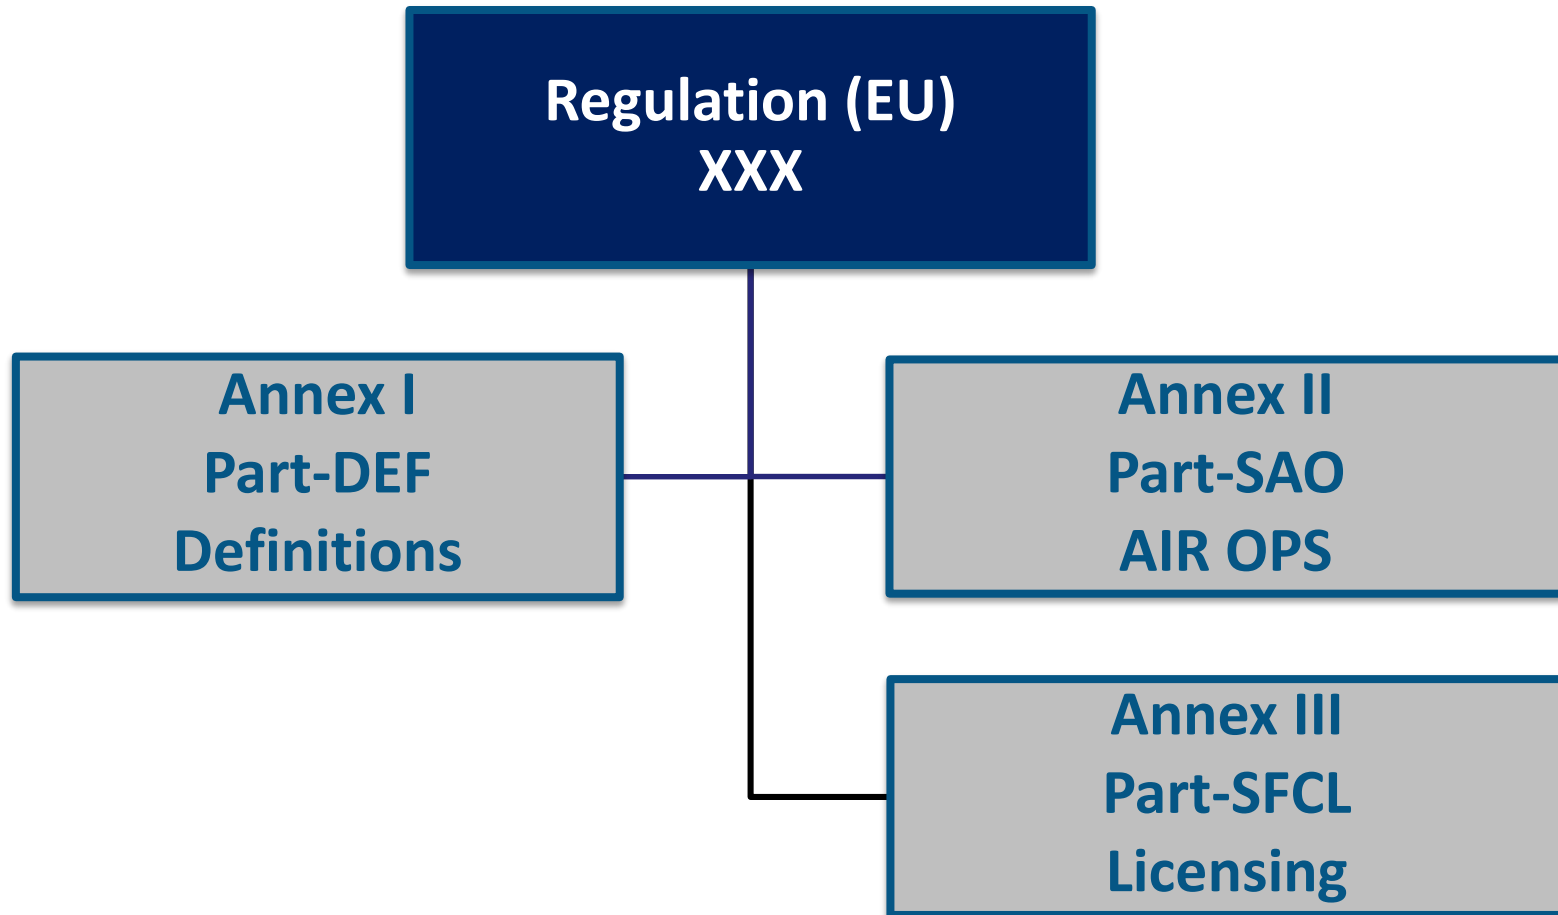 Regulation (EU)
XXX
Annex I
Part-DEF
Definitions
Annex II
Part-SAO
AIR OPS
Annex III
Part-SFCL
Licensing